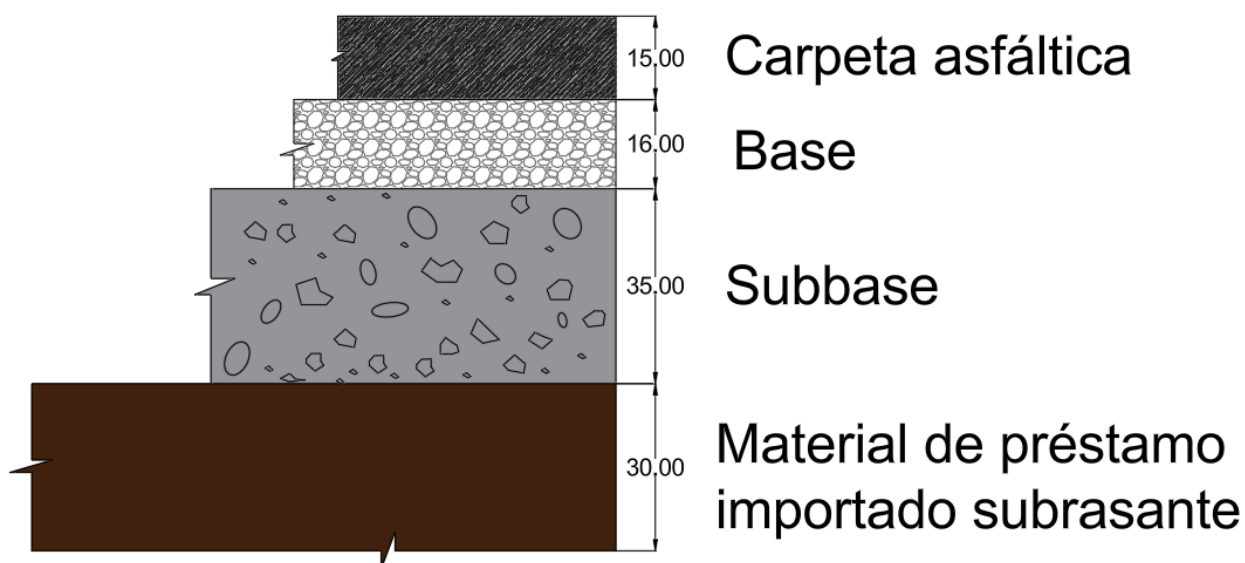 15.00 Carpeta asfáltica
16.00 Base
35.00 Subbase
30.00 Material de préstamo
importado subrasante